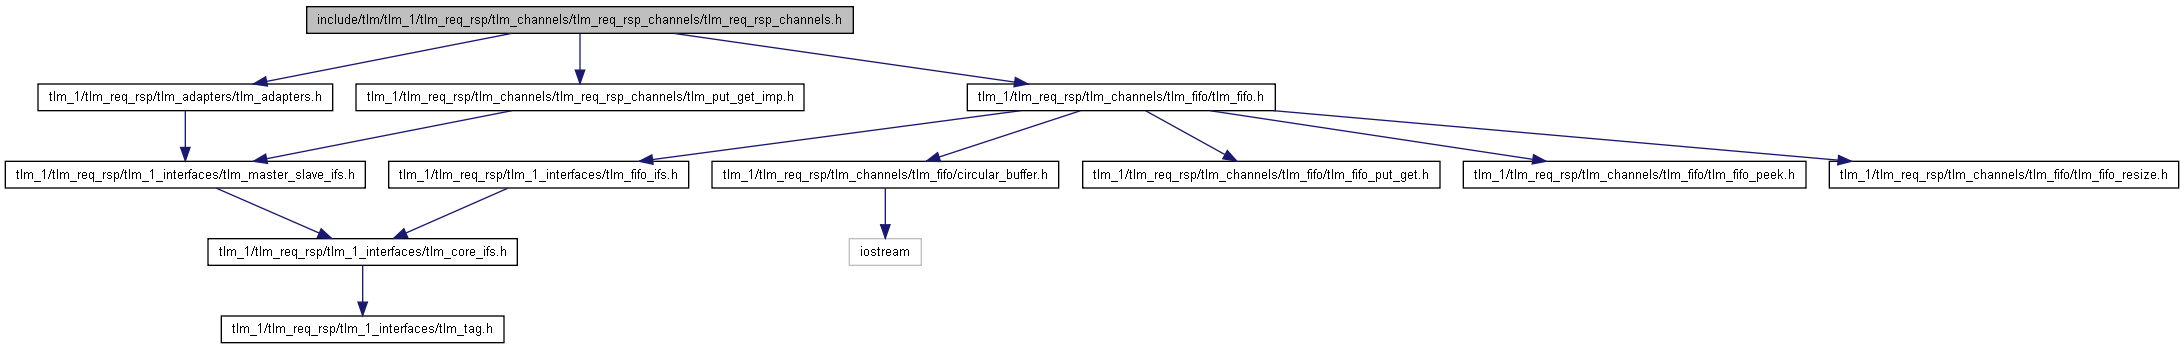 include/tlm/tlm_1/tlm_req_rsp/tlm_channels/tlm_req_rsp_channels/tlm_req_rsp_channels.h
tlm_1/tlm_req_rsp/tlm_adapters/tlm_adapters.h
tlm_1/tlm_req_rsp/tlm_channels/tlm_req_rsp_channels/tlm_put_get_imp.h
tlm_1/tlm_req_rsp/tlm_channels/tlm_fifo/tlm_fifo.h
tlm_1/tlm_req_rsp/tlm_1_interfaces/tlm_master_slave_ifs.h
tlm_1/tlm_req_rsp/tlm_1_interfaces/tlm_fifo_ifs.h
tlm_1/tlm_req_rsp/tlm_channels/tlm_fifo/circular_buffer.h
tlm_1/tlm_req_rsp/tlm_channels/tlm_fifo/tlm_fifo_put_get.h
tlm_1/tlm_req_rsp/tlm_channels/tlm_fifo/tlm_fifo_peek.h
tlm_1/tlm_req_rsp/tlm_channels/tlm_fifo/tlm_fifo_resize.h
tlm_1/tlm_req_rsp/tlm_1_interfaces/tlm_core_ifs.h
iostream
tlm_1/tlm_req_rsp/tlm_1_interfaces/tlm_tag.h